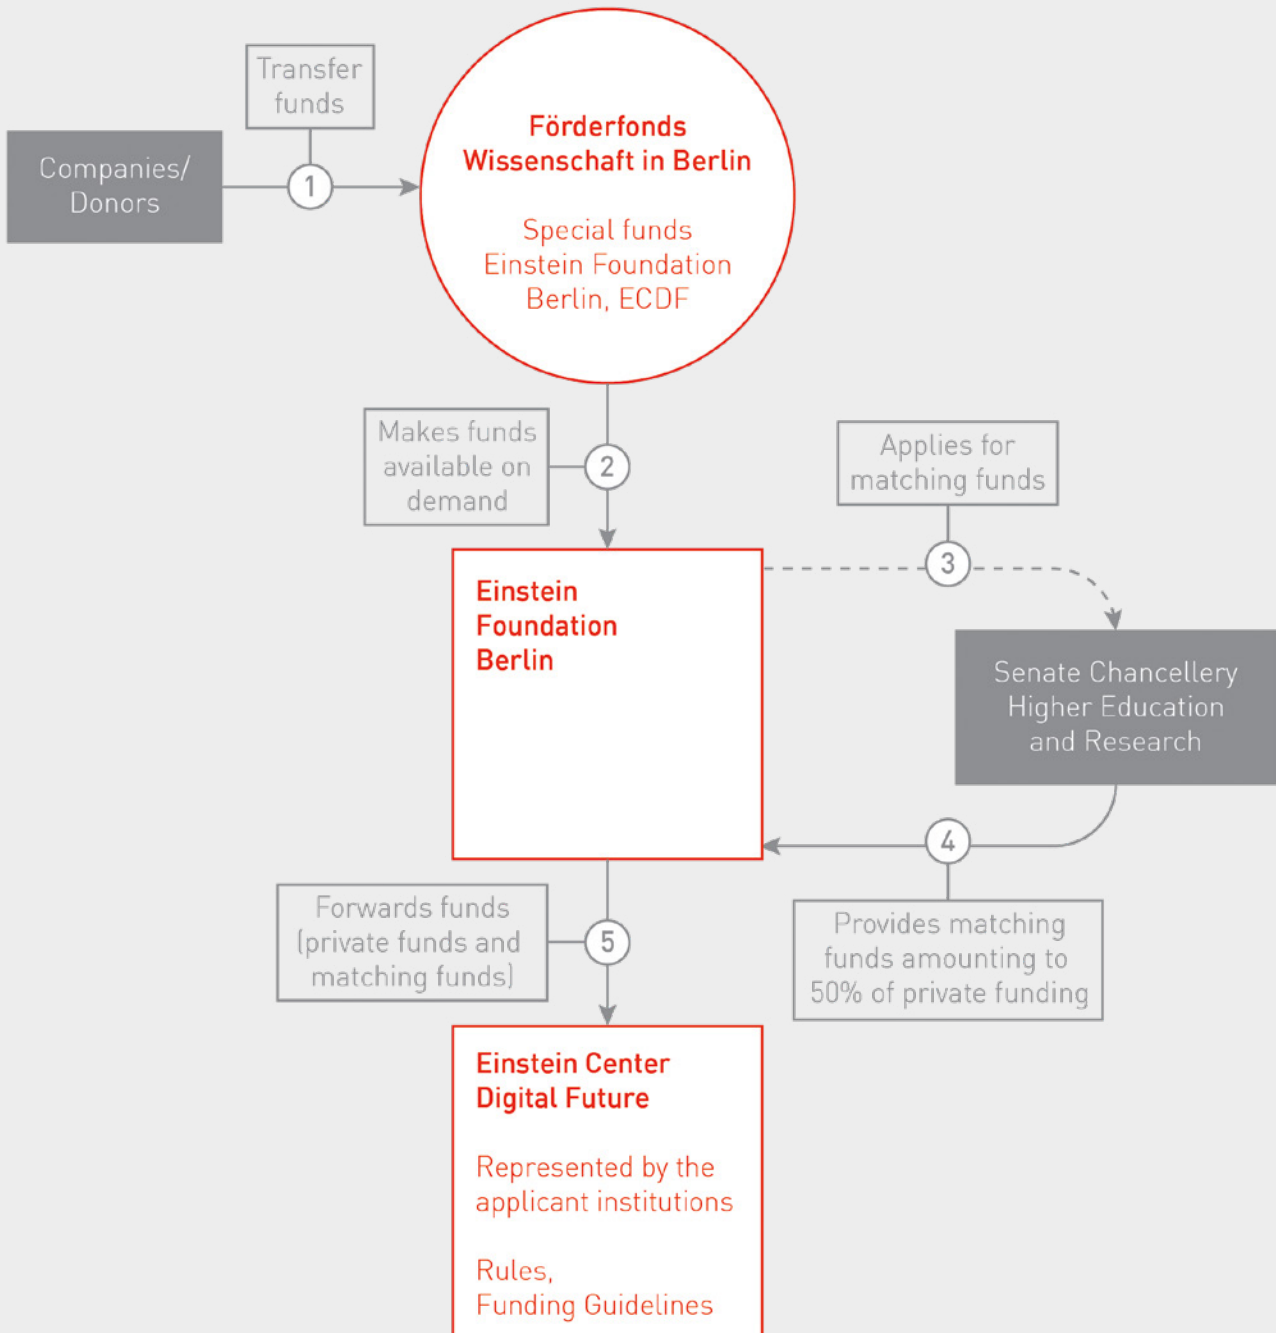 Transfer
funds
Companies/
Donors
1
Förderfonds
Wissenschaft in Berlin
Special funds
Einstein Foundation
Berlin, ECDF
Makes funds
available on
demand
2
Applies for
matching funds
3
Einstein
Foundation
Berlin
Senate Chancellery
Higher Education
and Research
4
Provides matching
funds amounting to
50% of private funding
Forwards funds
(private funds and
matching funds)
5
Einstein Center
Digital Future
Represented by the
applicant institutions
Rules,
Funding Guidelines